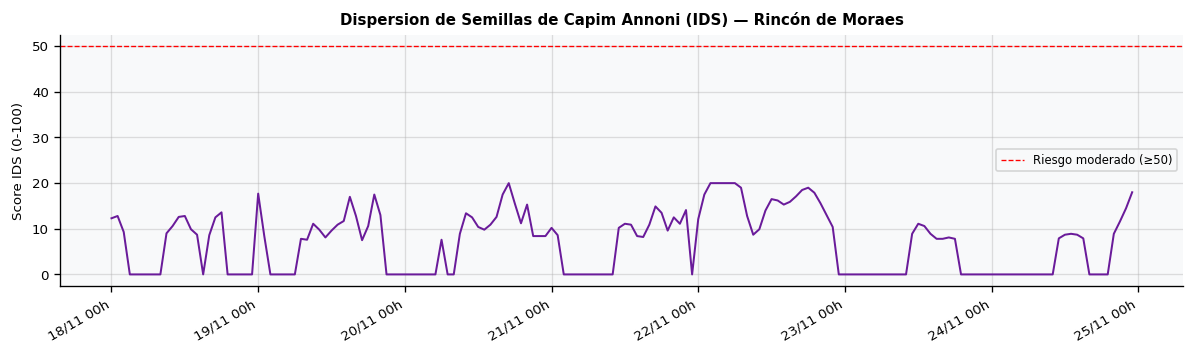 Dispersion de Semillas de Capim Annoni (IDS) — Rincón de Moraes
Score IDS (0-100)
50
40
30
20
10
0
Riesgo moderado (≥50)
18/11 00h
19/11 00h
20/11 00h
21/11 00h
22/11 00h
23/11 00h
24/11 00h
25/11 00h